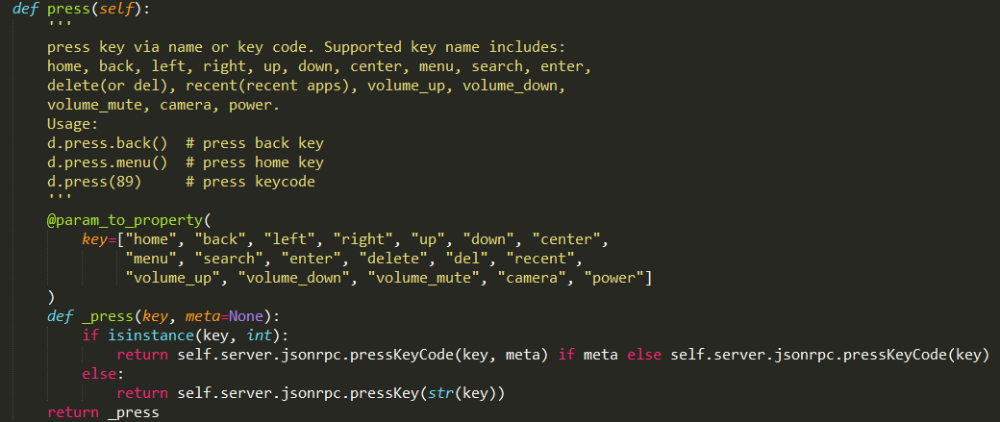 def press(self):
    '''
    press key via name or key code. Supported key name includes:
    home, back, left, right, up, down, center, menu, search, enter,
    delete(or del), recent(recent apps), volume_up, volume_down,
    volume_mute, camera, power.
    Usage:
    d.press.back()  # press back key
    d.press.menu()  # press home key
    d.press(89)     # press keycode
    '''
    @param_to_property(
        key=["home", "back", "left", "right", "up", "down", "center",
             "menu", "search", "enter", "delete", "del", "recent",
             "volume_up", "volume_down", "volume_mute", "camera", "power"]
    )
    def _press(key, meta=None):
        if isinstance(key, int):
            return self.server.jsonrpc.pressKeyCode(key, meta) if meta else self.server.jsonrpc.pressKeyCode(key)
        else:
            return self.server.jsonrpc.pressKey(str(key))
    return _press